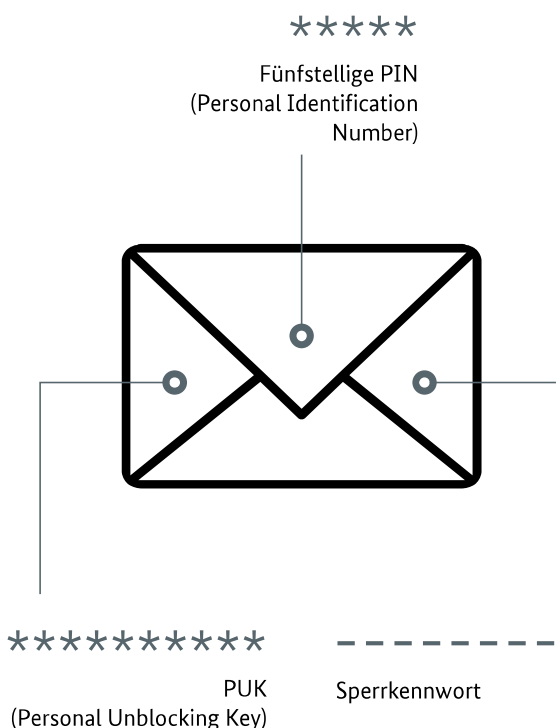 *****
Fünfstellige PIN
(Personal Identification
Number)
**********
PUK
(Personal Unblocking Key)
Sperrkennwort